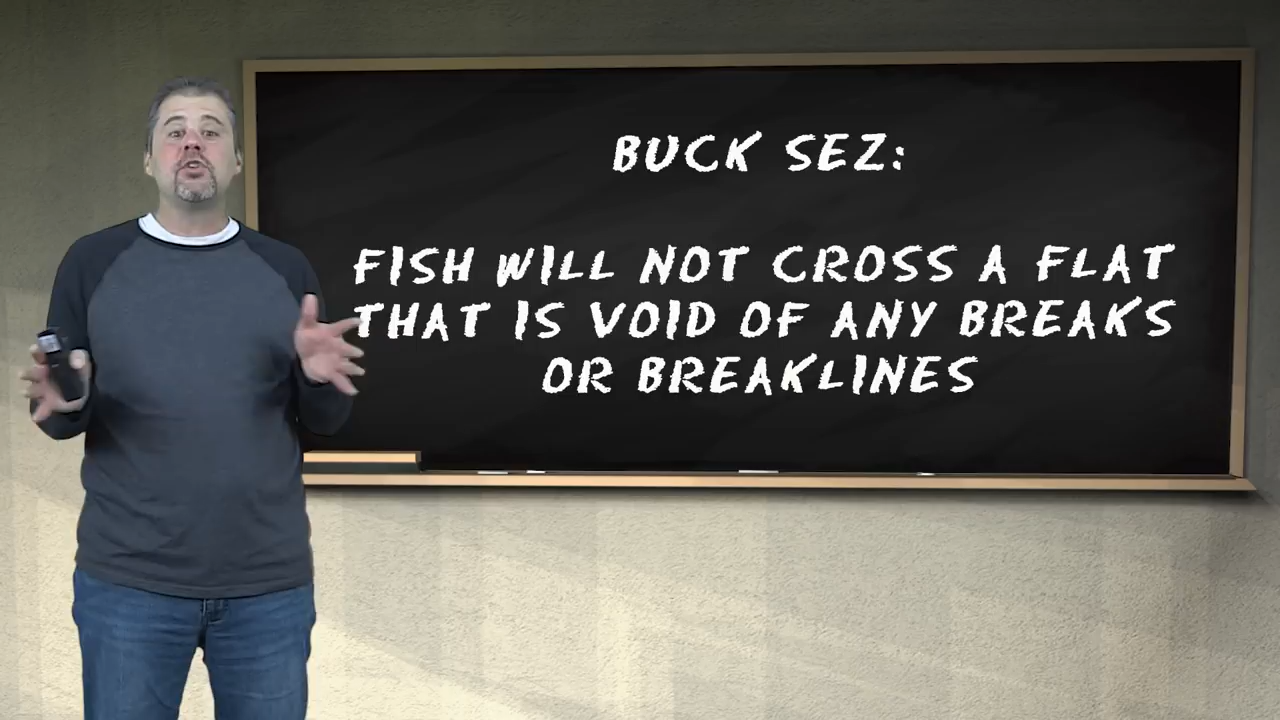 BUCK SEZ:
FISH WILL NOT CROSS A FLAT
THAT IS VOID OF ANY BREAKS
OR BREAKLINES